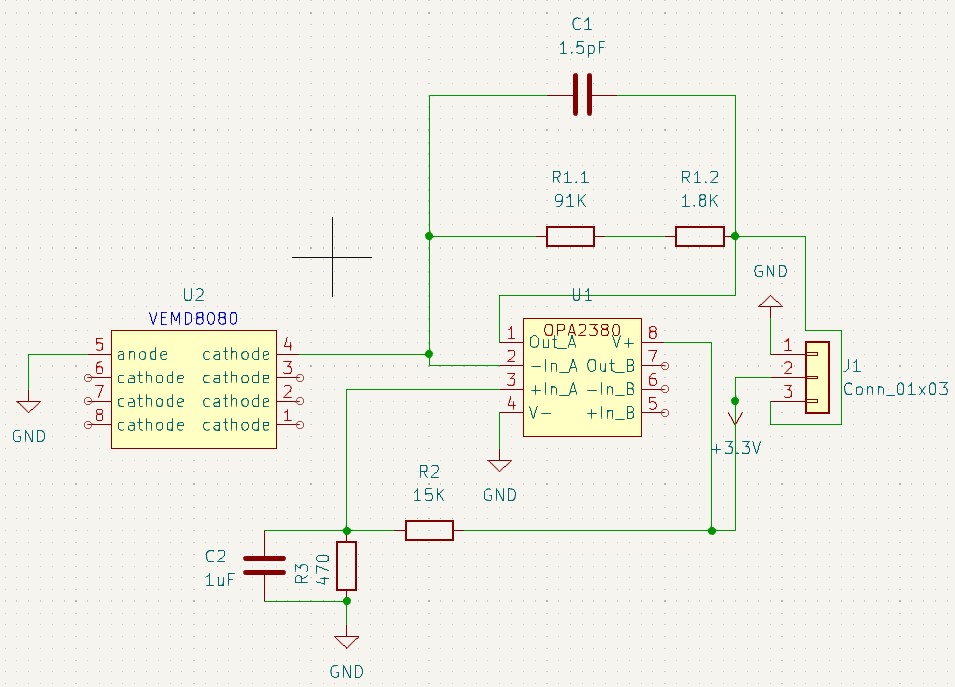 C1
1.5pF
R1.1
91K
R1.2
1.8K
GND
U2
VEMD8080
5 anode cathode 4
6 cathode cathode 3
7 cathode cathode 2
8 cathode cathode 1
GND
U1
OPA2380
1 Out_A V+ 8
2 -In_A Out_B 7
3 +In_A -In_B 6
4 V- +In_B 5
GND
1
2
3
J1
Conn_01x03
+3.3V
R2
15K
C2
1uF
R3
470
GND